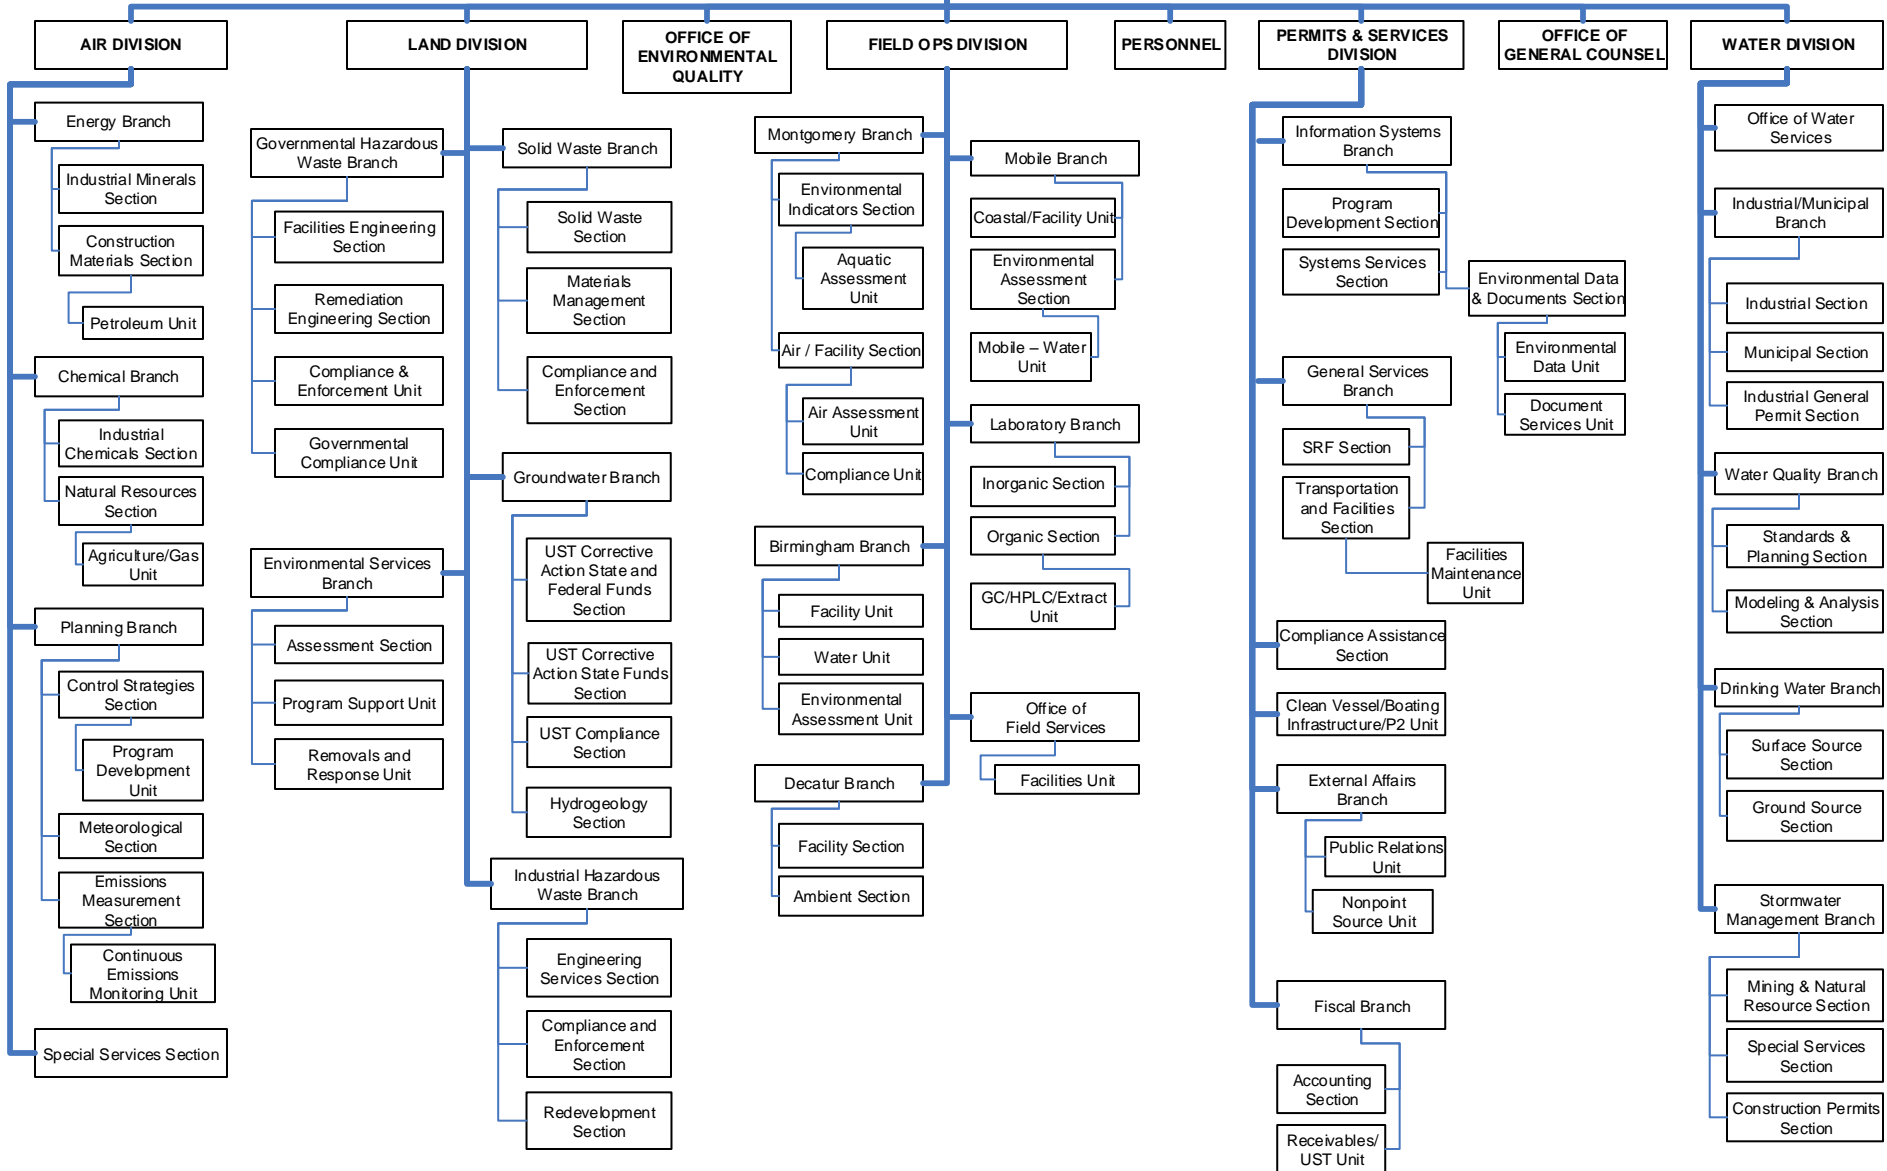 AIR DIVISION
Energy Branch
Industrial Minerals
Section
Construction
Materials Section
Petroleum Unit
Chemical Branch
Industrial
Chemicals Section
Natural Resources
Section
Agriculture/Gas
Unit
Planning Branch
Control Strategies
Section
Program
Development
Unit
Meteorological
Section
Emissions
Measurement
Section
Continuous
Emissions
Monitoring Unit
Special Services Section
LAND DIVISION
Governmental Hazardous
Waste Branch
Facilities Engineering
Section
Remediation
Engineering Section
Compliance &
Enforcement Unit
Governmental
Compliance Unit
Environmental Services
Branch
Assessment Section
Program Support Unit
Removals and
Response Unit
Solid Waste Branch
Solid Waste
Section
Materials
Management
Section
Compliance and
Enforcement
Section
Groundwater Branch
UST Corrective
Action State and
Federal Funds
Section
UST Corrective
Action State Funds
Section
UST Compliance
Section
Hydrogeology
Section
Industrial Hazardous
Waste Branch
Engineering
Services Section
Compliance and
Enforcement
Section
Redevelopment
Section
OFFICE OF
ENVIRONMENTAL
QUALITY
FIELD OPS DIVISION
Montgomery Branch
Environmental
Indicators Section
Aquatic
Assessment
Unit
Air / Facility Section
Air Assessment
Unit
Compliance Unit
Birmingham Branch
Facility Unit
Water Unit
Environmental
Assessment Unit
Decatur Branch
Facility Section
Ambient Section
Mobile Branch
Coastal/Facility Unit
Environmental
Assessment
Section
Mobile – Water
Unit
Laboratory Branch
Inorganic Section
Organic Section
GC/HPLC/Extract
Unit
Office of
Field Services
Facilities Unit
PERSONNEL
PERMITS & SERVICES
DIVISION
Information Systems
Branch
Program
Development Section
Systems Services
Section
Environmental Data
& Documents Section
Environmental
Data Unit
Document
Services Unit
General Services
Branch
SRF Section
Transportation
and Facilities
Section
Facilities
Maintenance
Unit
Compliance Assistance
Section
Clean Vessel/Boating
Infrastructure/P2 Unit
External Affairs
Branch
Public Relations
Unit
Nonpoint
Source Unit
Fiscal Branch
Accounting
Section
Receivables/
UST Unit
OFFICE OF
GENERAL COUNSEL
WATER DIVISION
Office of Water
Services
Industrial/Municipal
Branch
Industrial Section
Municipal Section
Industrial General
Permit Section
Water Quality Branch
Standards &
Planning Section
Modeling & Analysis
Section
Drinking Water Branch
Surface Source
Section
Ground Source
Section
Stormwater
Management Branch
Mining & Natural
Resource Section
Special Services
Section
Construction Permits
Section